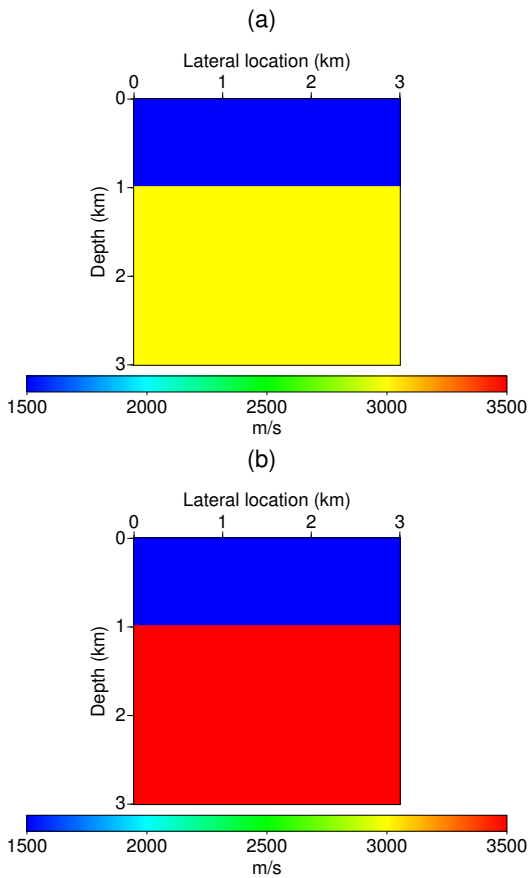 (a)
Lateral location (km)
0 1 2 3
0
1
2
3
Depth (km)
1500 2000 2500 3000 3500
m/s
(b)
Lateral location (km)
0 1 2 3
0
1
2
3
Depth (km)
1500 2000 2500 3000 3500
m/s